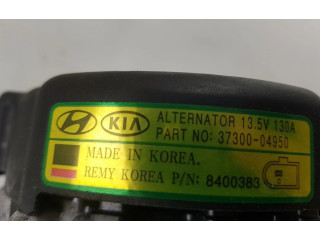 KIA ALTERNATOR 13.5V 130A
PART NO: 37300-04950
MADE IN KOREA.
REMY KOREA P/N: 8400383